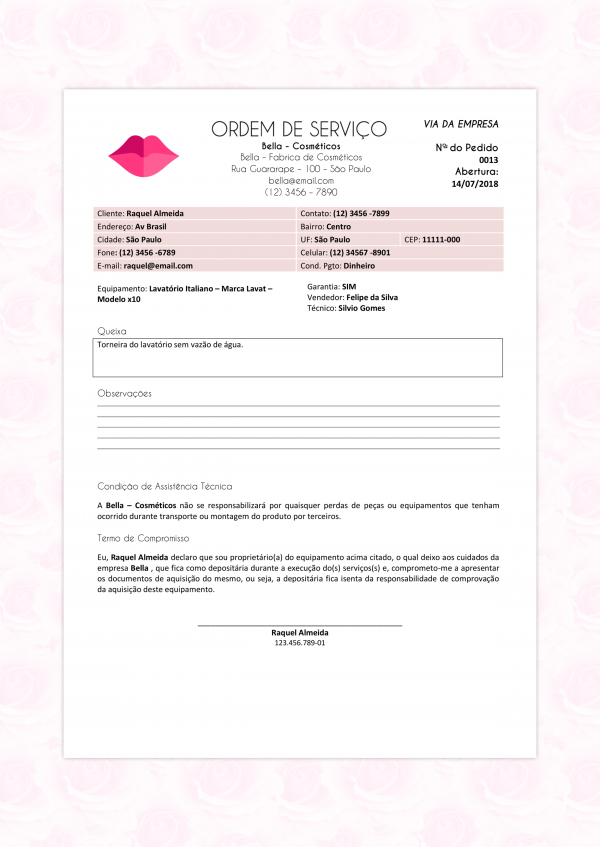 ORDEM DE SERVIÇO
Bella - Cosméticos
Bella - Fabrica de Cosméticos
Rua Guararape - 100 - São Paulo
bella@email.com
(12) 3456 - 7890
VIA DA EMPRESA
Nº do Pedido
0013
Abertura:
14/07/2018
Cliente: Raquel Almeida
Contato: (12) 3456 -7899
Endereço: Av Brasil
Bairro: Centro
Cidade: São Paulo
UF: São Paulo
CEP: 11111-000
Fone: (12) 3456 -6789
Celular: (12) 34567 -8901
E-mail: raquel@email.com
Cond. Pgto: Dinheiro
Equipamento: Lavatório Italiano – Marca Lavat –
Modelo x10
Garantia: SIM
Vendedor: Felipe da Silva
Técnico: Silvio Gomes
Queixa
Torneira do lavatório sem vazão de água.
Observações
Condição de Assistência Técnica
A Bella – Cosméticos não se responsabilizará por quaisquer perdas de peças ou equipamentos que tenham
ocorrido durante transporte ou montagem do produto por terceiros.
Termo de Compromisso
Eu, Raquel Almeida declaro que sou proprietário(a) do equipamento acima citado, o qual deixo aos cuidados da
empresa Bella , que fica como depositária durante a execução do(s) serviços(s) e, comprometo-me a apresentar
os documentos de aquisição do mesmo, ou seja, a depositária fica isenta da responsabilidade de comprovação
da aquisição deste equipamento.
Raquel Almeida
123.456.789-01